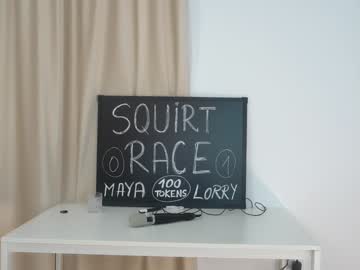 SQUIRT
0 RACE 1
MAYA 100 TOKENS LORRY